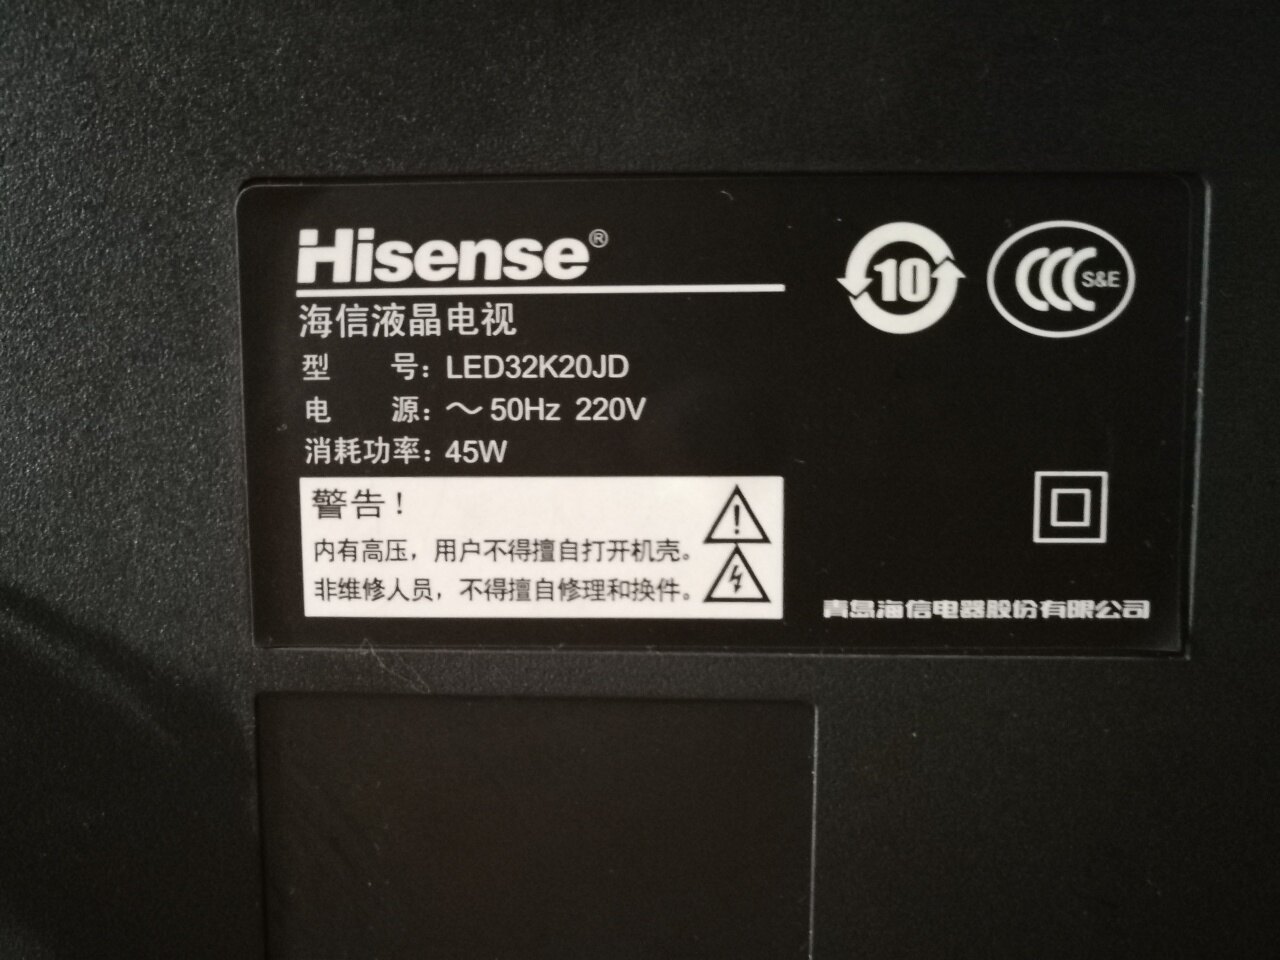 Hisense®
海信液晶电视
型 号：LED32K20JD
电 源：～50Hz 220V
消耗功率：45W
警告！
内有高压，用户不得擅自打开机壳。
非维修人员，不得擅自修理和换件。
10
CCC S&E
青岛海信电器股份有限公司